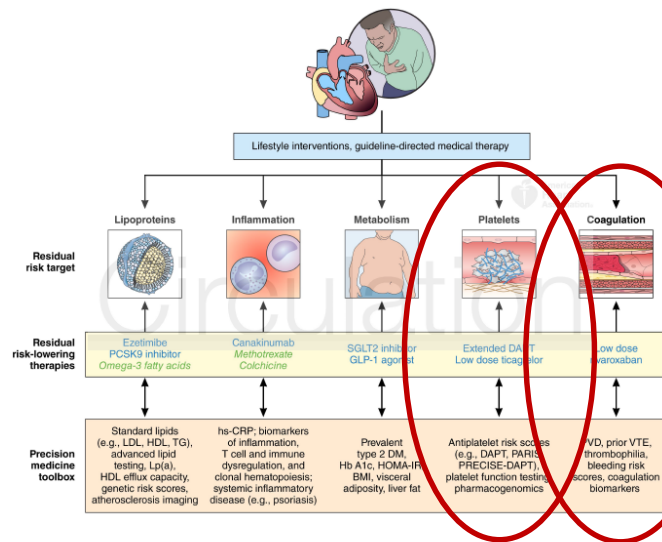 Lifestyle interventions, guideline-directed medical therapy
Lipoproteins
Inflammation
Metabolism
Platelets
Coagulation
Residual
risk target
Circulation
Residual
risk-lowering
therapies
Ezetimibe
PCSK9 inhibitor
Omega-3 fatty acids
Canakinumab
Methotrexate
Colchicine
SGLT2 inhibitor
GLP-1 agonist
Extended DAPT
Low dose ticagrelor
Low dose
rivaroxaban
Precision
medicine
toolbox
Standard lipids
(e.g., LDL, HDL, TG),
advanced lipid
testing, Lp(a),
HDL efflux capacity,
genetic risk scores,
atherosclerosis imaging
hs-CRP; biomarkers
of inflammation,
T cell and immune
dysregulation, and
clonal hematopoiesis;
systemic inflammatory
disease (e.g., psoriasis)
Prevalent
type 2 DM,
Hb A1c, HOMA-IR,
BMI, visceral
adiposity, liver fat
Antiplatelet risk scores
(e.g., DAPT, PARIS,
PRECISE-DAPT),
platelet function testing,
pharmacogenomics
PVD, prior VTE,
thrombophilia,
bleeding risk
scores, coagulation
biomarkers